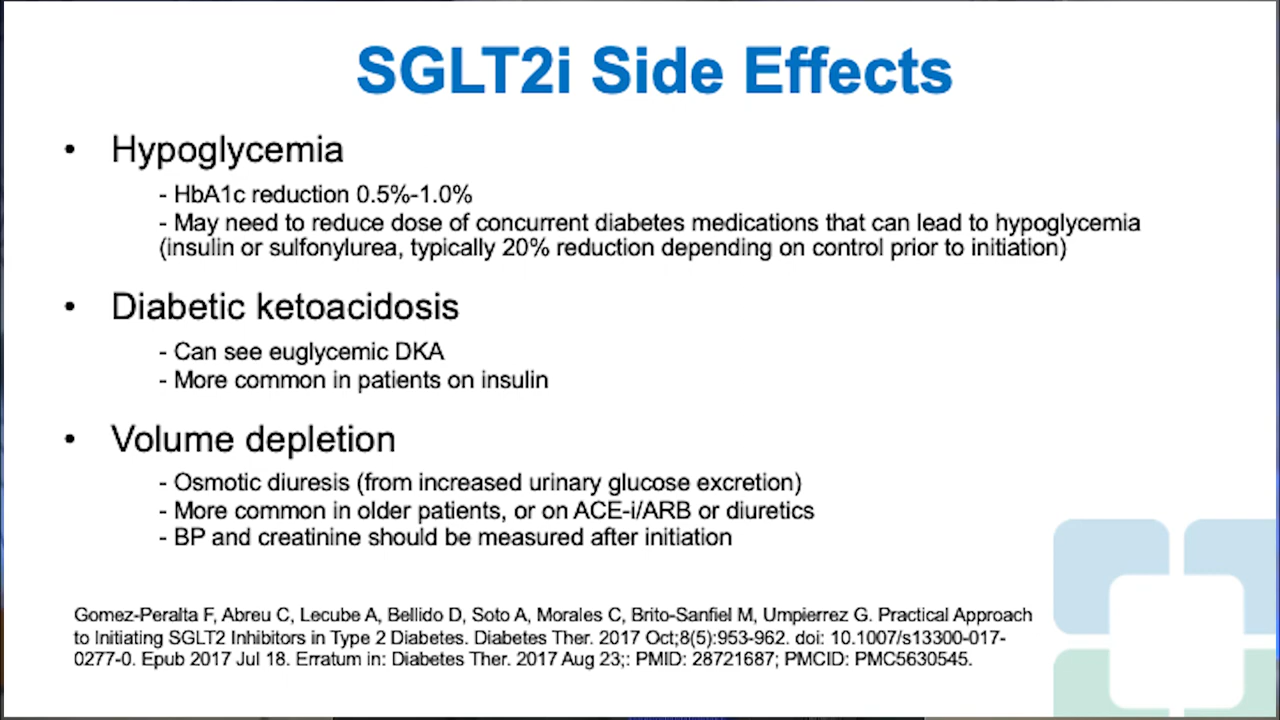 SGLT2i Side Effects
• Hypoglycemia
- HbA1c reduction 0.5%-1.0%
- May need to reduce dose of concurrent diabetes medications that can lead to hypoglycemia
(insulin or sulfonylurea, typically 20% reduction depending on control prior to initiation)
• Diabetic ketoacidosis
- Can see euglycemic DKA
- More common in patients on insulin
• Volume depletion
- Osmotic diuresis (from increased urinary glucose excretion)
- More common in older patients, or on ACE-i/ARB or diuretics
- BP and creatinine should be measured after initiation
Gomez-Peralta F, Abreu C, Lecube A, Bellido D, Soto A, Morales C, Brito-Sanfiel M, Umpierrez G. Practical Approach
to Initiating SGLT2 Inhibitors in Type 2 Diabetes. Diabetes Ther. 2017 Oct;8(5):953-962. doi: 10.1007/s13300-017-
0277-0. Epub 2017 Jul 18. Erratum in: Diabetes Ther. 2017 Aug 23;: PMID: 28721687; PMCID: PMC5630545.